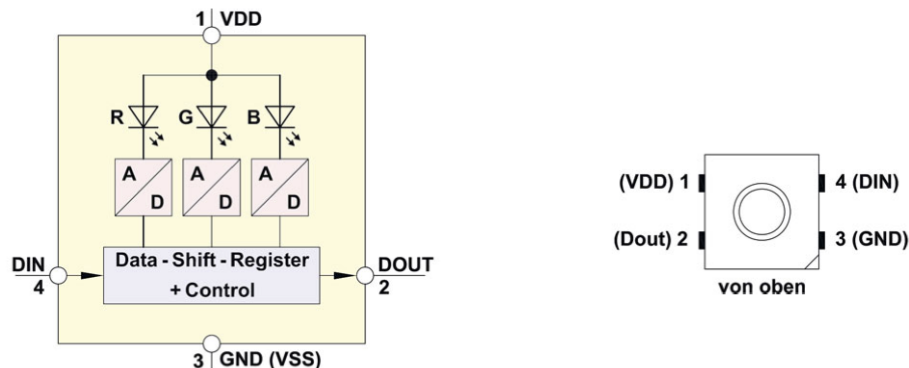 1 VDD
R G B
A A A
D D D
DIN
4
Data - Shift - Register
+ Control
DOUT
2
3 GND (VSS)
(VDD) 1
4 (DIN)
(Dout) 2
3 (GND)
von oben